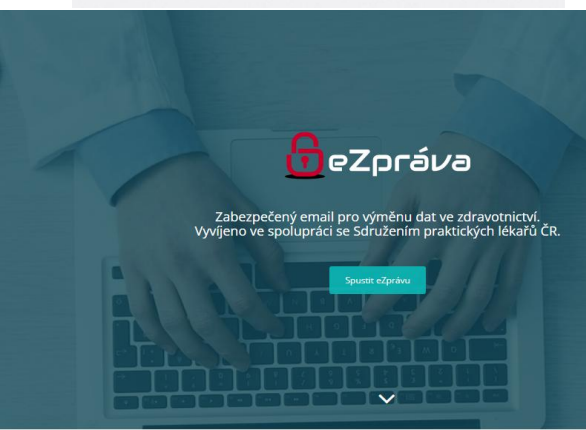 eZpráva
Zabezpečený email pro výměnu dat ve zdravotnictví.
Vyvíjeno ve spolupráci se Sdružením praktických lékařů ČR.
Spustit eZprávu